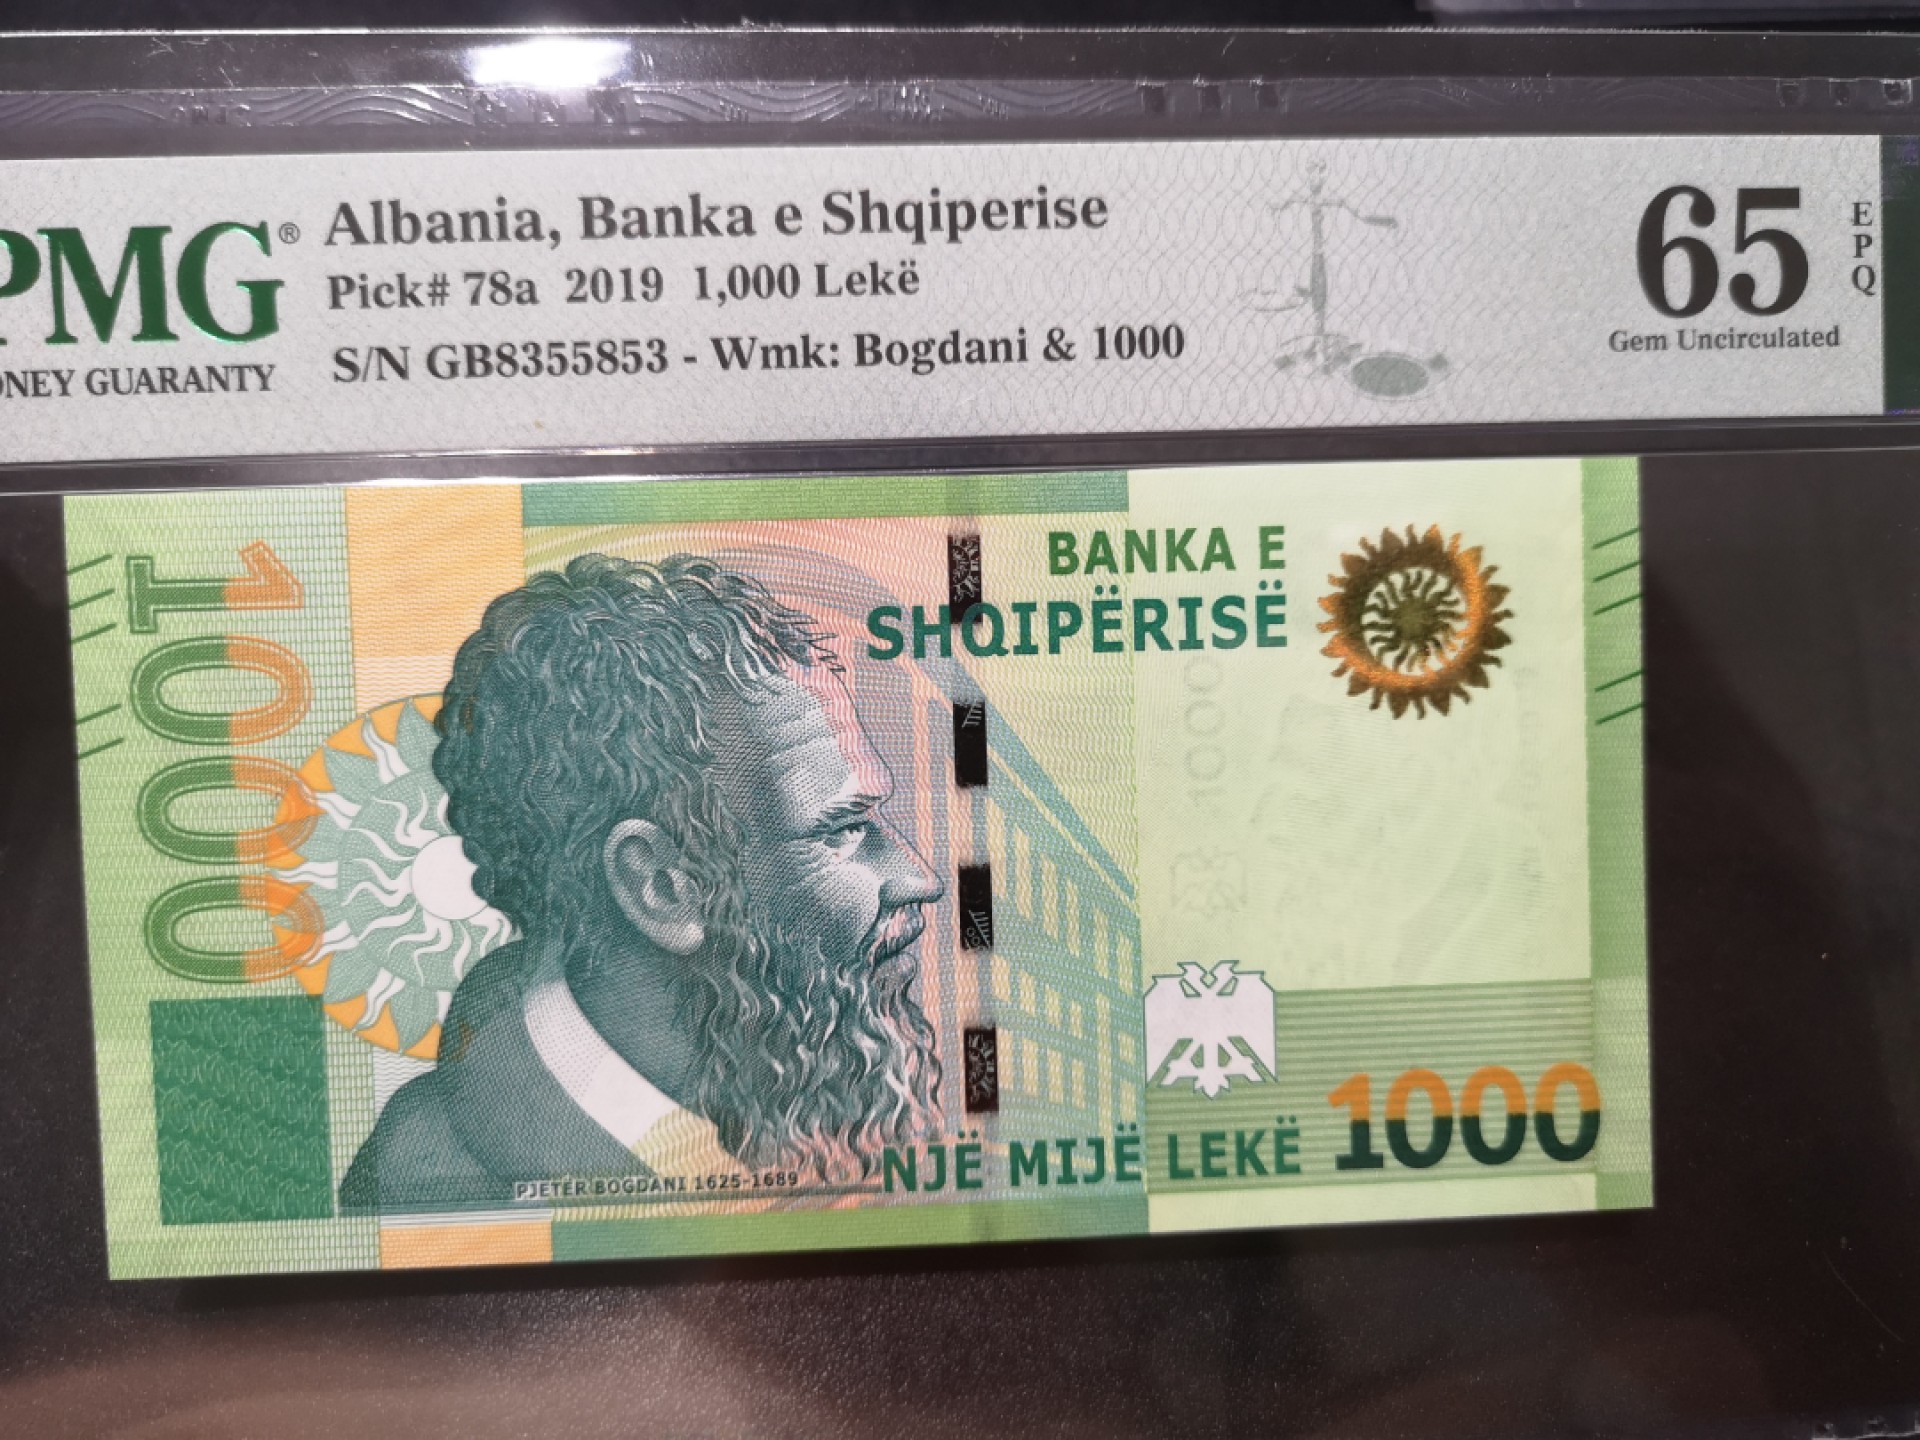 PMG®
ONEY GUARANTY
Albania, Banka e Shqiperise
Pick# 78a 2019 1,000 Lekë
S/N GB8355853 - Wmk: Bogdani & 1000
65
EPQ
Gem Uncirculated
1000
BANKA E
SHQIPËRISË
1000
PJETËR BOGDANI 1625-1689
NJË MIJË LEKË 1000